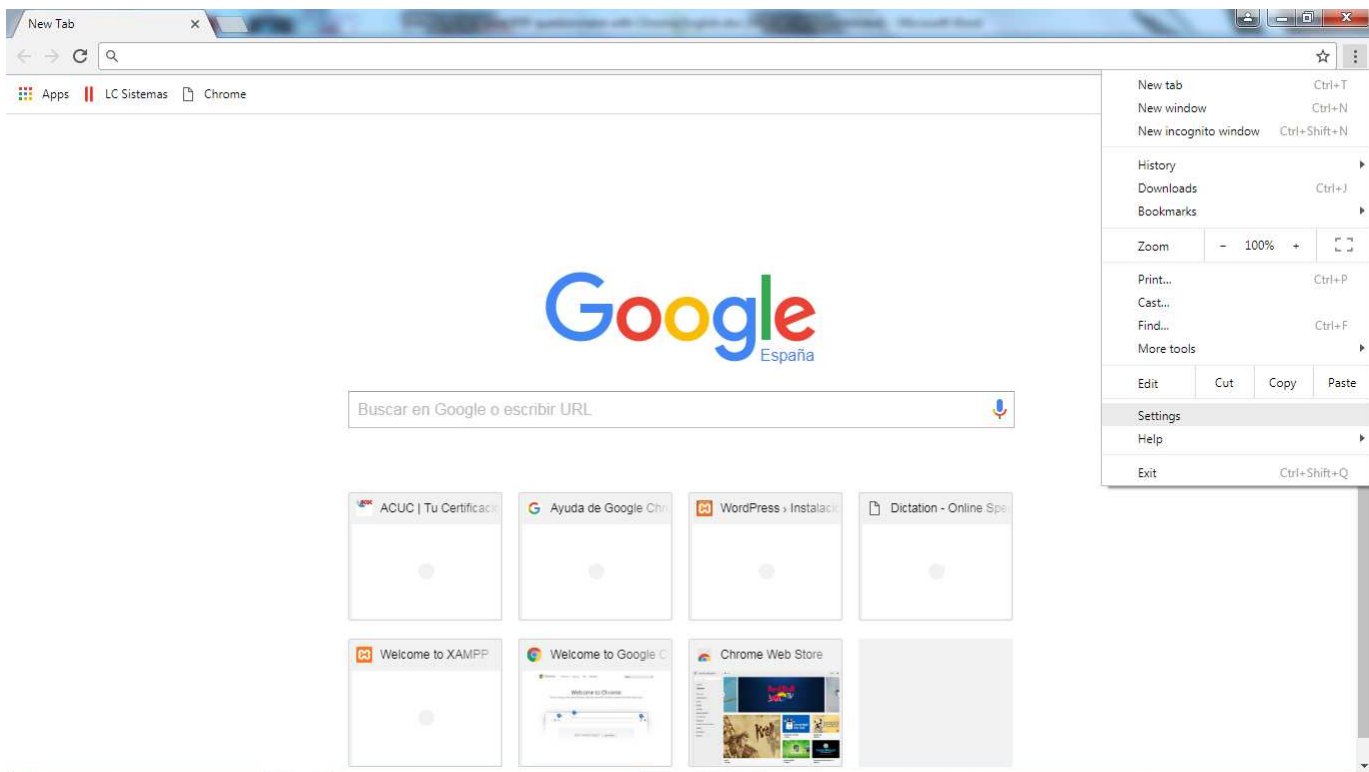 New Tab
Apps LC Sistemas Chrome
New tab Ctrl+T
New window Ctrl+N
New incognito window Ctrl+Shift+N
History
Downloads Ctrl+J
Bookmarks
Zoom - 100% +
Print... Ctrl+P
Cast...
Find... Ctrl+F
More tools
Edit Cut Copy Paste
Settings
Help
Exit Ctrl+Shift+Q
Google
España
Buscar en Google o escribir URL
ACUC | Tu Certificació
Ayuda de Google Chr
WordPress › Instalació
Dictation - Online Spee
Welcome to XAMPP
Welcome to Google C
Chrome Web Store
Welcome to Chrome